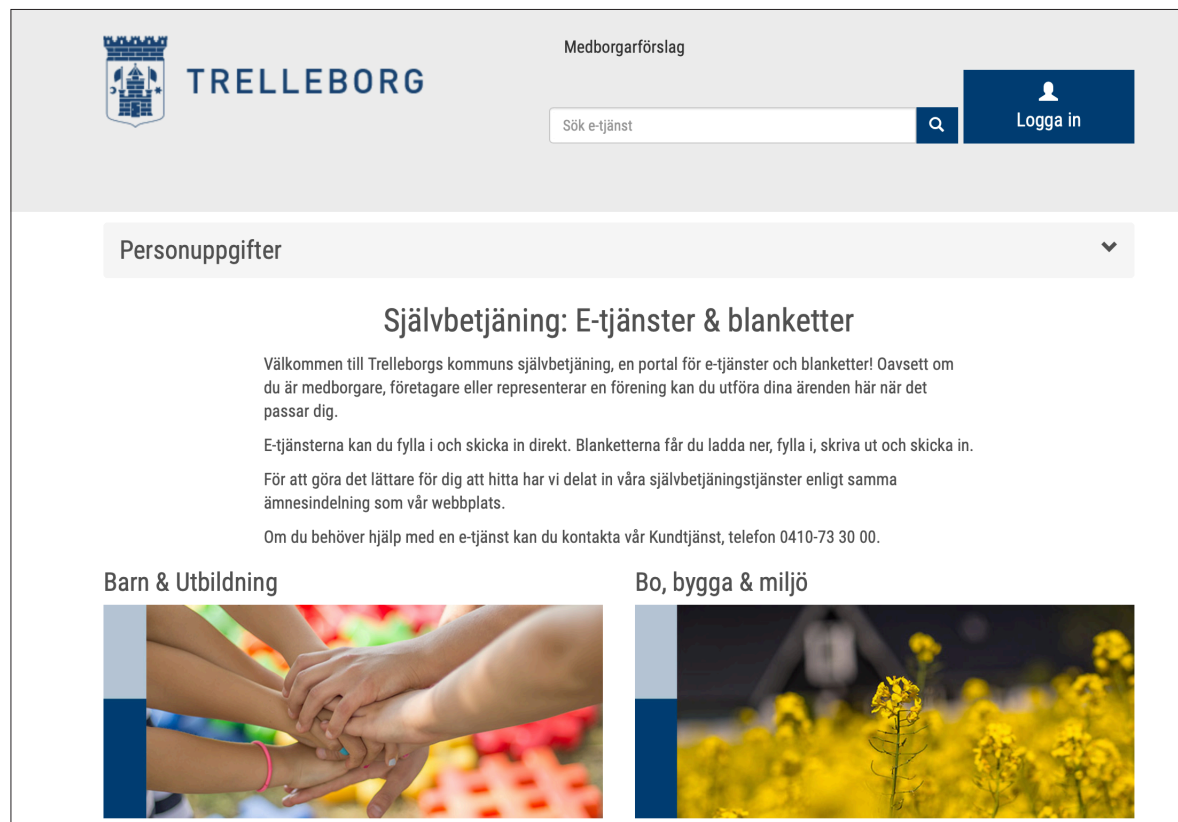 TRELLEBORG
Medborgarförslag
Sök e-tjänst
Logga in
Personuppgifter
Självbetjäning: E-tjänster & blanketter
Välkommen till Trelleborgs kommuns självbetjäning, en portal för e-tjänster och blanketter! Oavsett om
du är medborgare, företagare eller representerar en förening kan du utföra dina ärenden här när det
passar dig.
E-tjänsterna kan du fylla i och skicka in direkt. Blanketterna får du ladda ner, fylla i, skriva ut och skicka in.
För att göra det lättare för dig att hitta har vi delat in våra självbetjäningstjänster enligt samma
ämnesindelning som vår webbplats.
Om du behöver hjälp med en e-tjänst kan du kontakta vår Kundtjänst, telefon 0410-73 30 00.
Barn & Utbildning
Bo, bygga & miljö